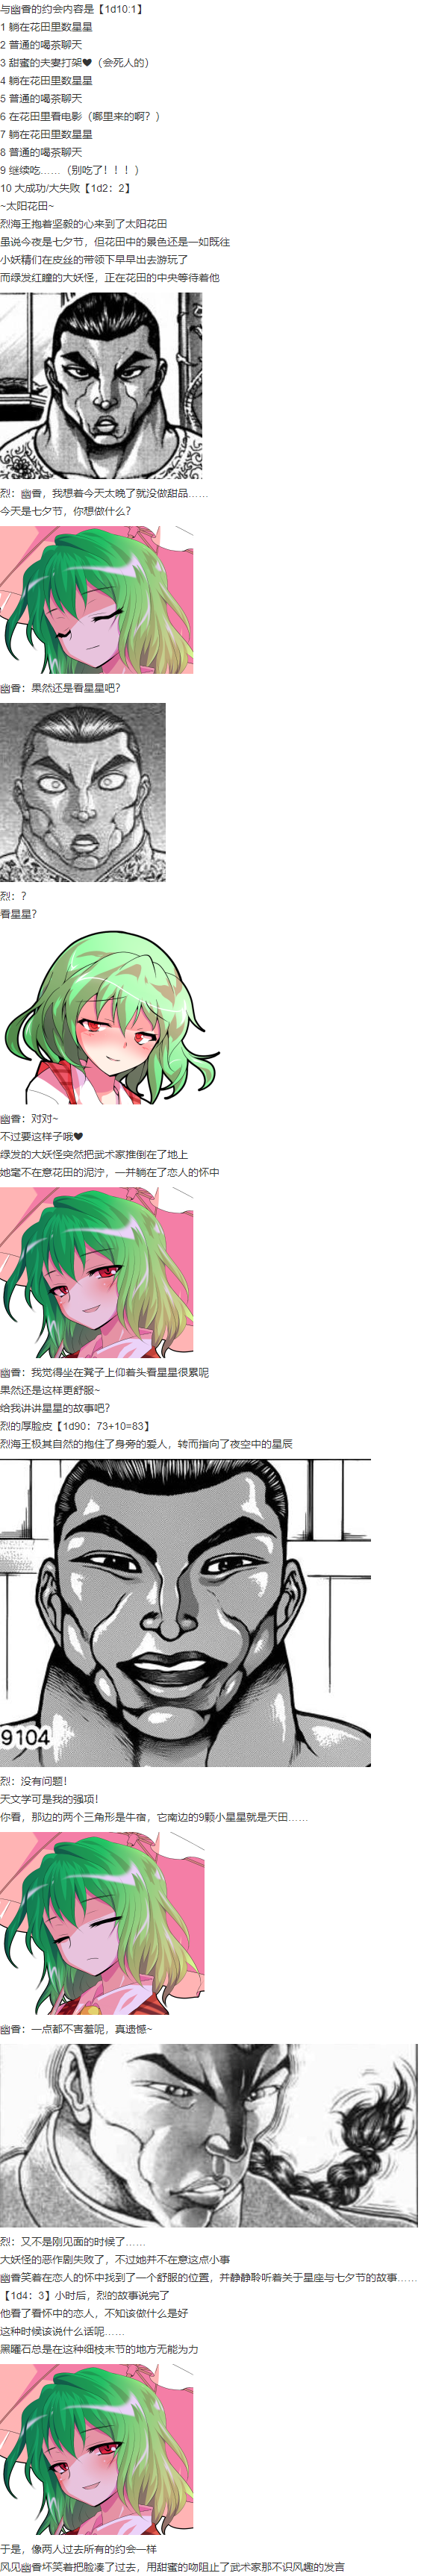 与幽香的约会内容是【1d10:1】
1 躺在花田里数星星
2 普通的喝茶聊天
3 甜蜜的夫妻打架❤（会死人的）
4 躺在花田里数星星
5 普通的喝茶聊天
6 在花田里看电影（哪里来的啊？）
7 躺在花田里数星星
8 普通的喝茶聊天
9 继续吃……（别吃了！！！）
10 大成功/大失败【1d2：2】
~太阳花田~
烈海王抱着坚毅的心来到了太阳花田
虽说今夜是七夕节，但花田中的景色还是一如既往
小妖精们在皮丝的带领下早早出去游玩了
而绿发红瞳的大妖怪，正在花田的中央等待着他
烈：幽香，我想着今天太晚了就没做甜品……
今天是七夕节，你想做什么？
幽香：果然还是看星星吧？
烈：？
看星星？
幽香：对对~
不过要这样子哦❤
绿发的大妖怪突然把武术家推倒在了地上
她毫不在意花田的泥泞，一并躺在了恋人的怀中
幽香：我觉得坐在凳子上仰着头看星星很累呢
果然还是这样更舒服~
给我讲讲星星的故事吧？
烈的厚脸皮【1d90：73+10=83】
烈海王极其自然的抱住了身旁的爱人，转而指向了夜空中的星辰
9104
烈：没有问题！
天文学可是我的强项！
你看，那边的两个三角形是牛宿，它南边的9颗小星星就是天田……
幽香：一点都不害羞呢，真遗憾~
烈：又不是刚见面的时候了……
大妖怪的恶作剧失败了，不过她并不在意这点小事
幽香笑着在恋人的怀中找到了一个舒服的位置，并静静聆听着关于星座与七夕节的故事……
【1d4：3】小时后，烈的故事说完了
他看了看怀中的恋人，不知该做什么是好
这种时候该说什么话呢……
黑曜石总是在这种细枝末节的地方无能为力
于是，像两人过去所有的约会一样
风见幽香坏笑着把脸凑了过去，用甜蜜的吻阻止了武术家那不识风趣的发言